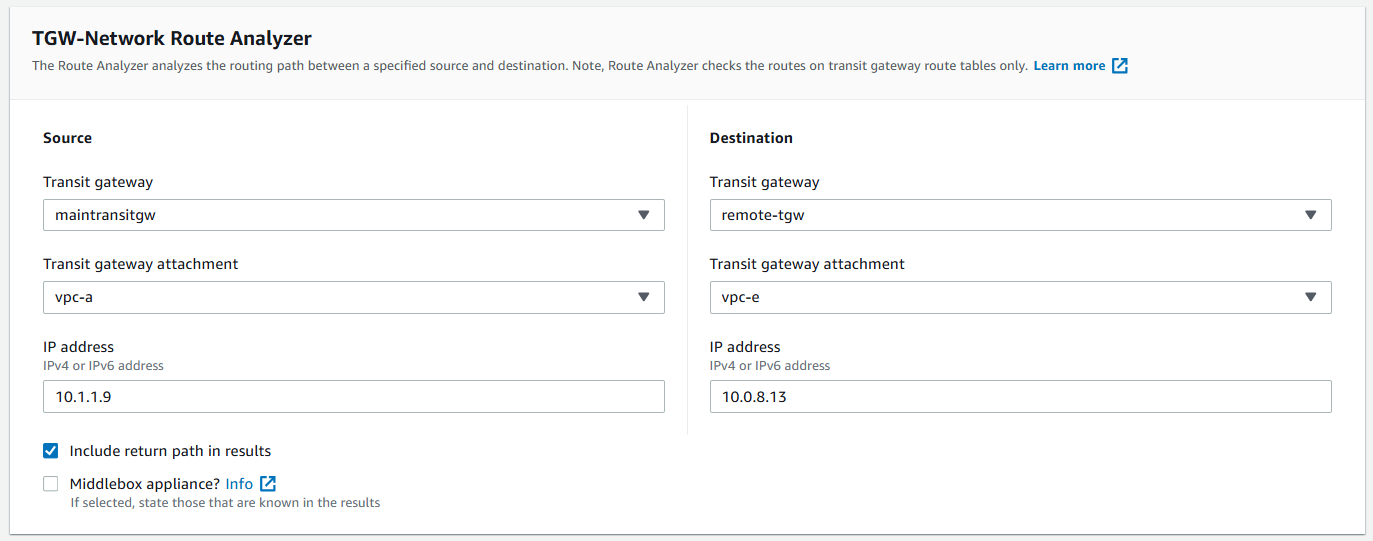 TGW-Network Route Analyzer
The Route Analyzer analyzes the routing path between a specified source and destination. Note, Route Analyzer checks the routes on transit gateway route tables only. Learn more
Source
Transit gateway
maintransitgw
Transit gateway attachment
vpc-a
IP address
IPv4 or IPv6 address
10.1.1.9
Include return path in results
Middlebox appliance? Info
If selected, state those that are known in the results
Destination
Transit gateway
remote-tgw
Transit gateway attachment
vpc-e
IP address
IPv4 or IPv6 address
10.0.8.13